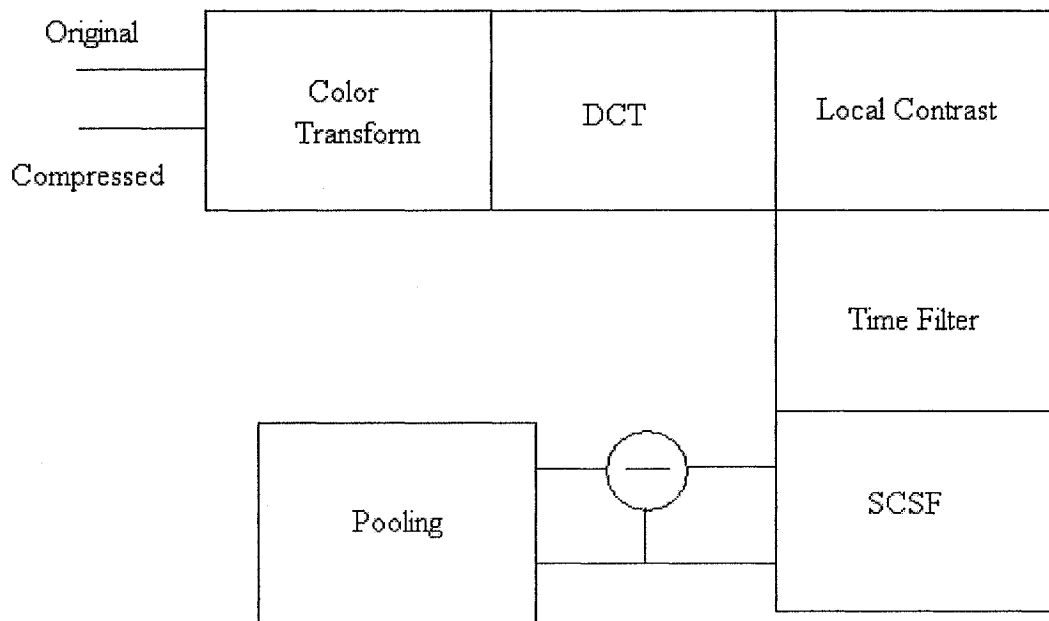 Original
Compressed
Color
Transform
DCT
Local Contrast
Time Filter
SCSF
Pooling